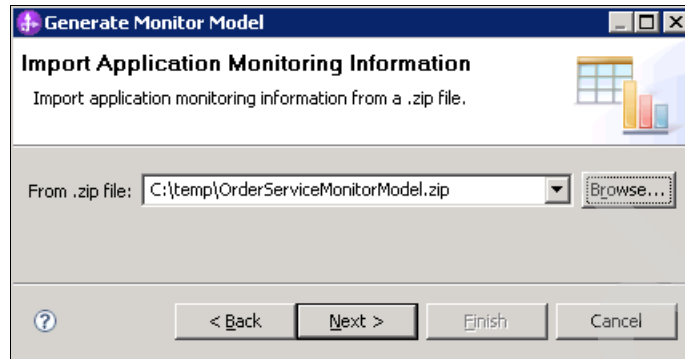 Generate Monitor Model
Import Application Monitoring Information
Import application monitoring information from a .zip file.
From .zip file: C:\temp\OrderServiceMonitorModel.zip Browse...
? < Back Next > Finish Cancel